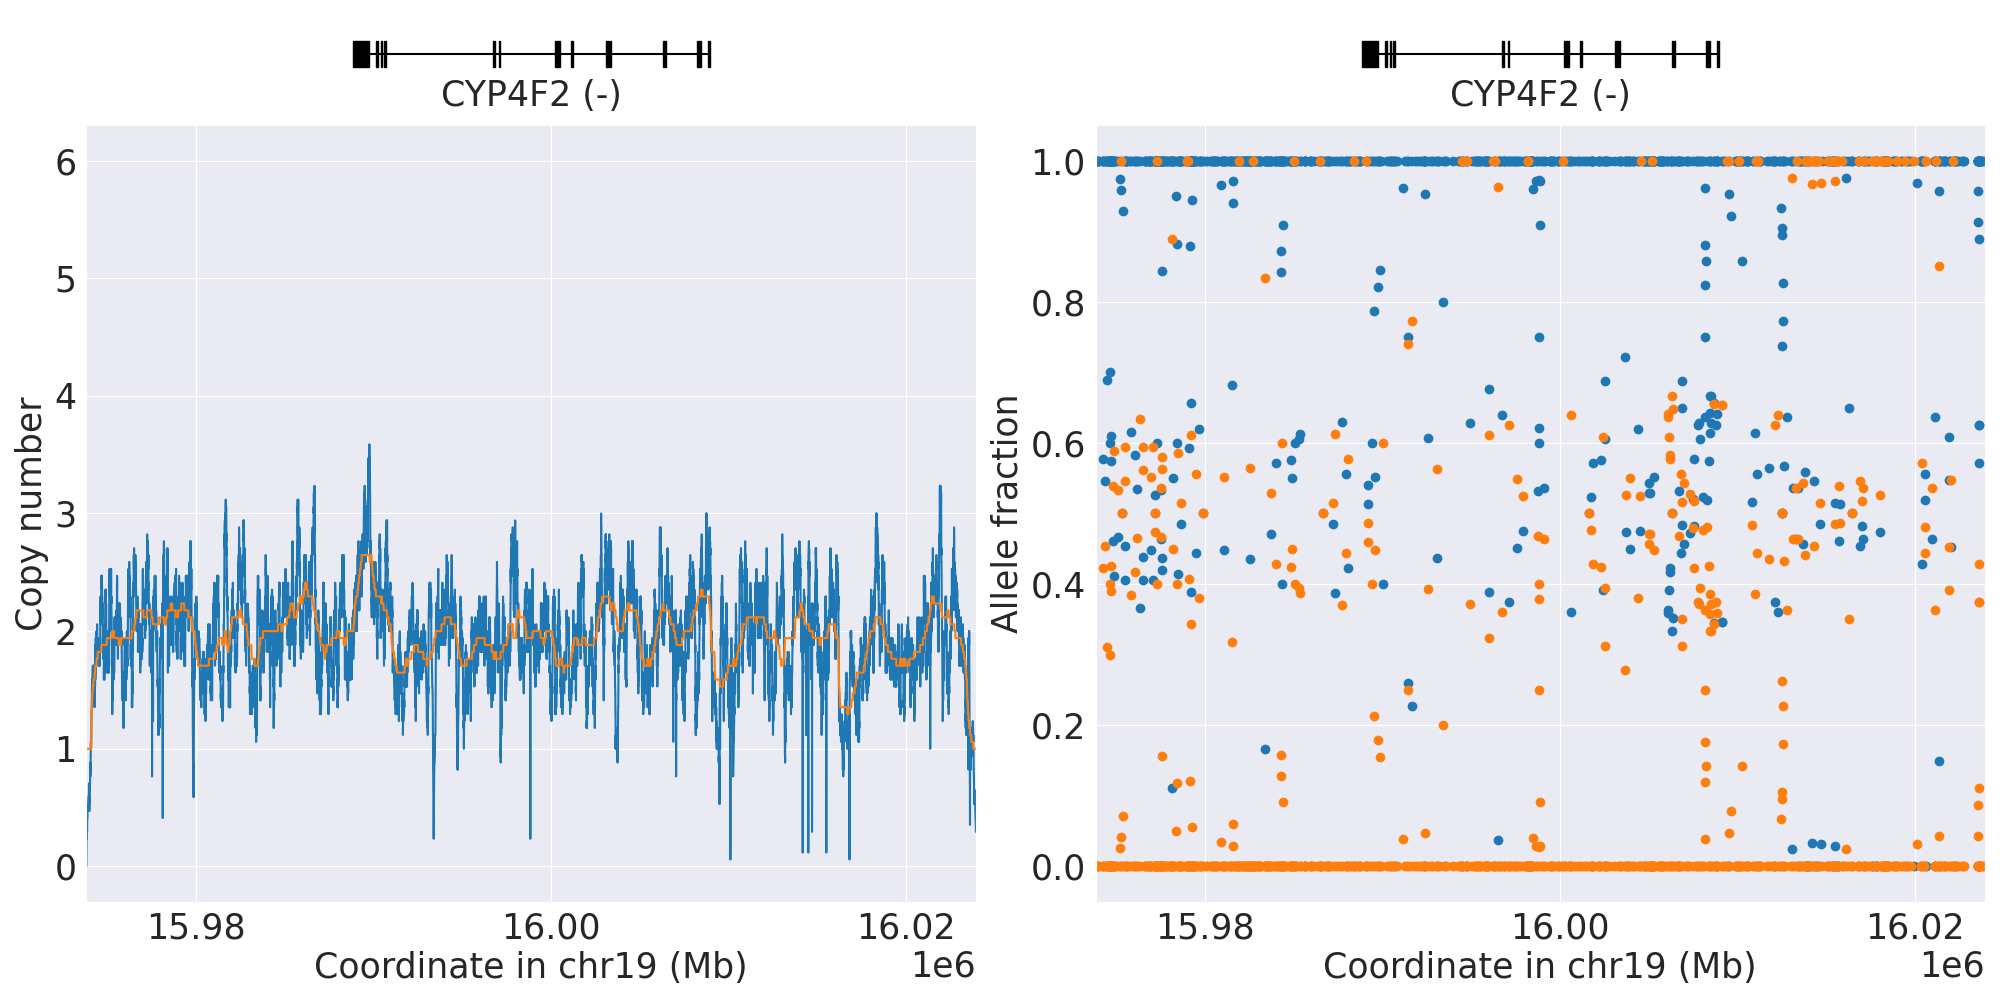 CYP4F2 (-)
Copy number
6
5
4
3
2
1
0
15.98 16.00 16.02
Coordinate in chr19 (Mb) 1e6
CYP4F2 (-)
Allele fraction
1.0
0.8
0.6
0.4
0.2
0.0
15.98 16.00 16.02
Coordinate in chr19 (Mb) 1e6